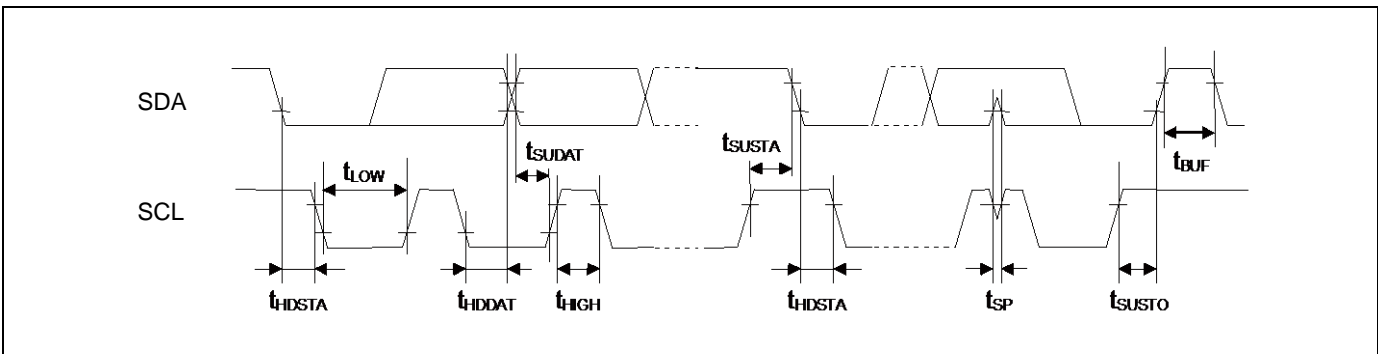 SDA
tSUDAT
tSUSTA
tBUF
tLOW
SCL
tHDSTA
tHDDAT
tHIGH
tHDSTA
tSP
tSUSTO